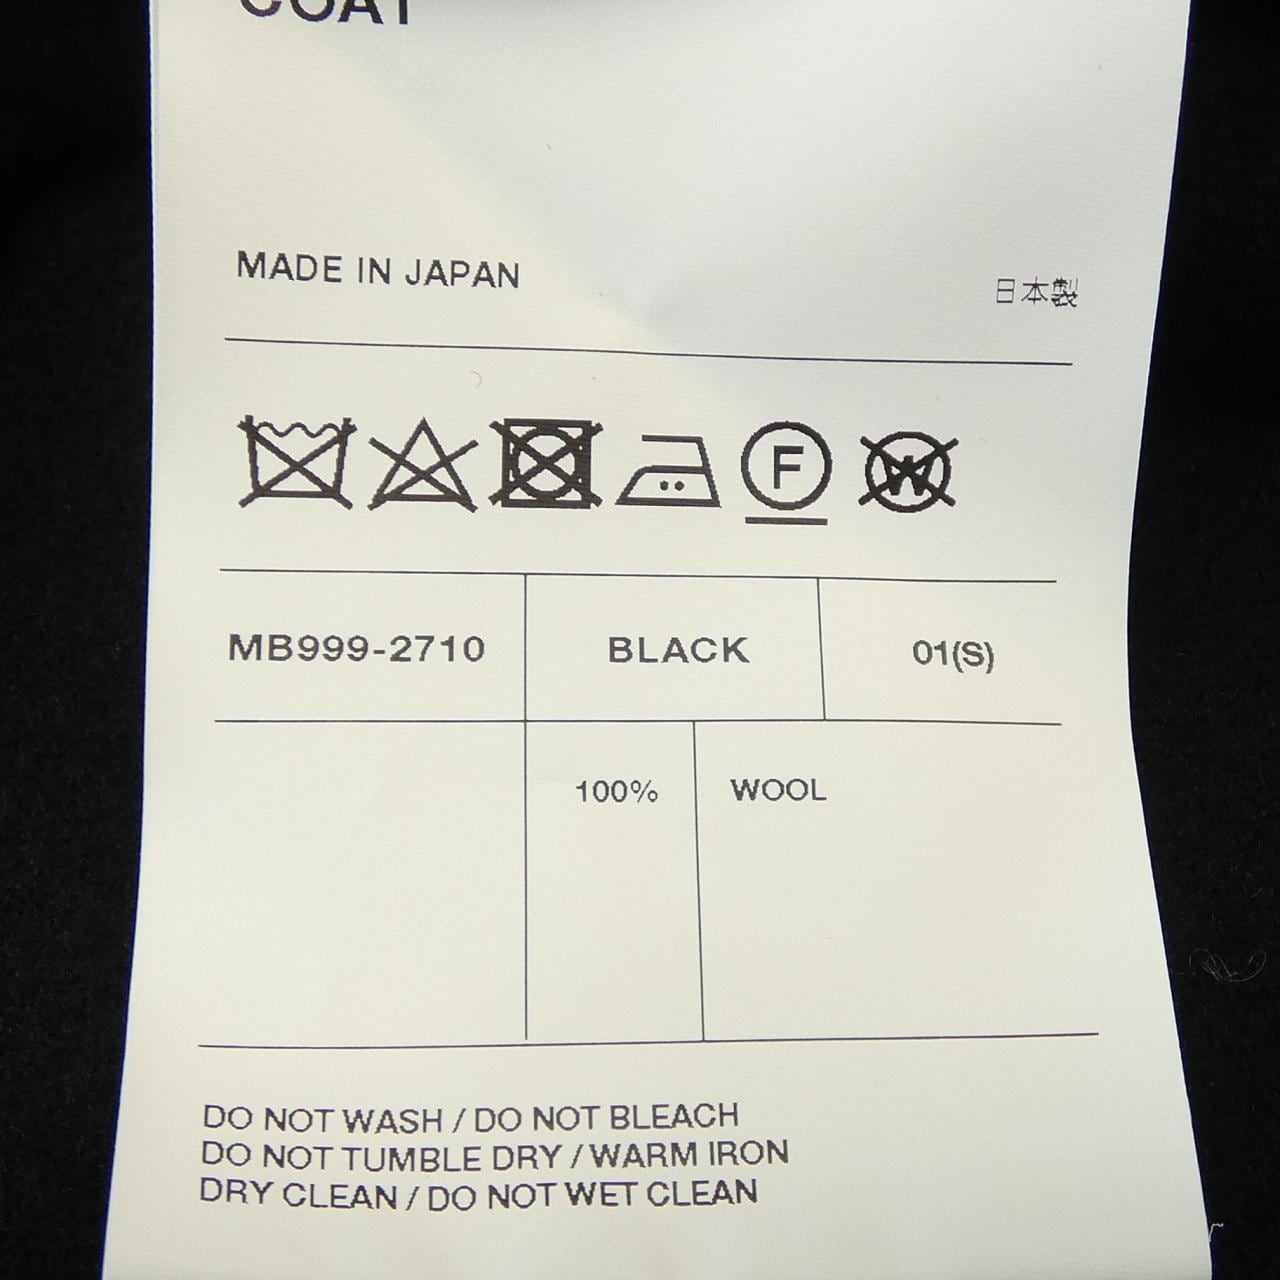 COAT
MADE IN JAPAN
日本製
F
W
MB999-2710
BLACK
01(S)
100%
WOOL
DO NOT WASH / DO NOT BLEACH
DO NOT TUMBLE DRY / WARM IRON
DRY CLEAN / DO NOT WET CLEAN